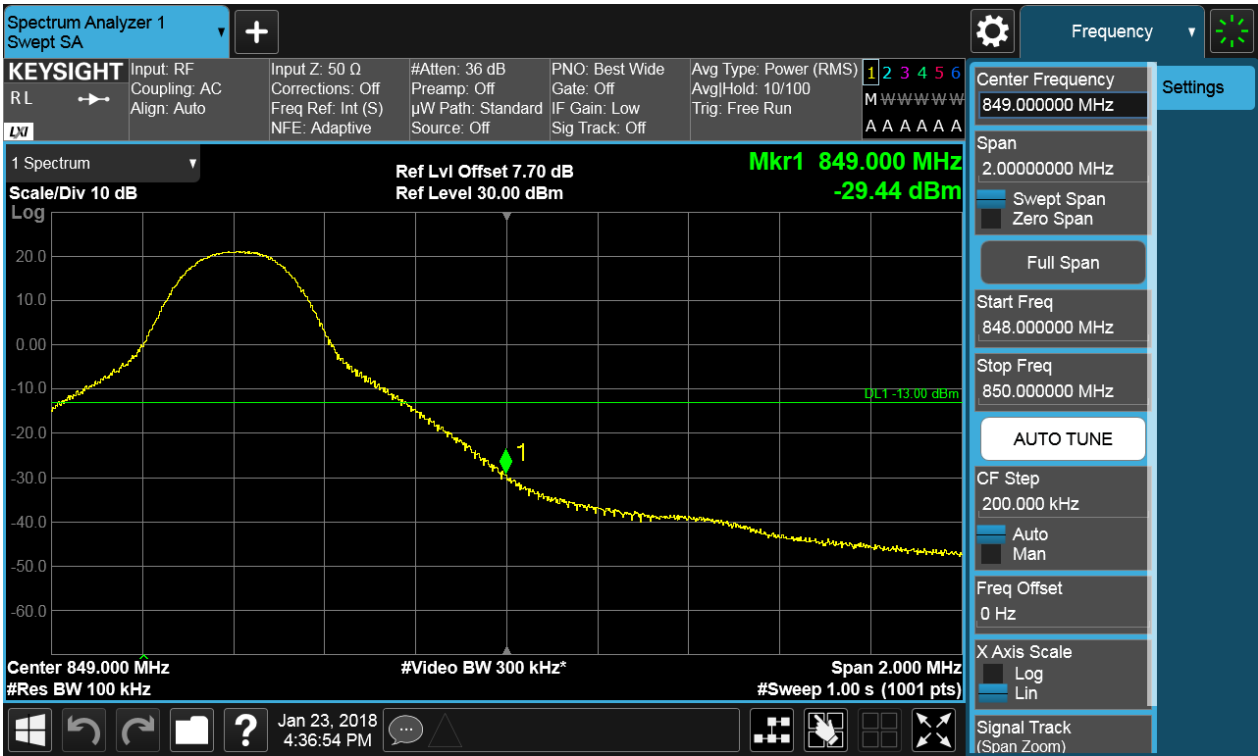 Spectrum Analyzer 1
Swept SA
Frequency
KEYSIGHT
R L
LXI
Input: RF
Coupling: AC
Align: Auto
Input Z: 50 Ω
Corrections: Off
Freq Ref: Int (S)
NFE: Adaptive
#Atten: 36 dB
Preamp: Off
µW Path: Standard
Source: Off
PNO: Best Wide
Gate: Off
IF Gain: Low
Sig Track: Off
Avg Type: Power (RMS)
Avg|Hold: 10/100
Trig: Free Run
1 2 3 4 5 6
M W W W W W
A A A A A A
1 Spectrum
Scale/Div 10 dB
Log
Ref Lvl Offset 7.70 dB
Ref Level 30.00 dBm
Mkr1 849.000 MHz
-29.44 dBm
20.0
10.0
0.00
-10.0
-20.0
-30.0
-40.0
-50.0
-60.0
DL1 -13.00 dBm
1
Center 849.000 MHz
#Res BW 100 kHz
#Video BW 300 kHz*
Span 2.000 MHz
#Sweep 1.00 s (1001 pts)
Center Frequency
849.000000 MHz
Span
2.00000000 MHz
Swept Span
Zero Span
Full Span
Start Freq
848.000000 MHz
Stop Freq
850.000000 MHz
AUTO TUNE
CF Step
200.000 kHz
Auto
Man
Freq Offset
0 Hz
X Axis Scale
Log
Lin
Signal Track
(Span Zoom)
Settings
?
Jan 23, 2018
4:36:54 PM